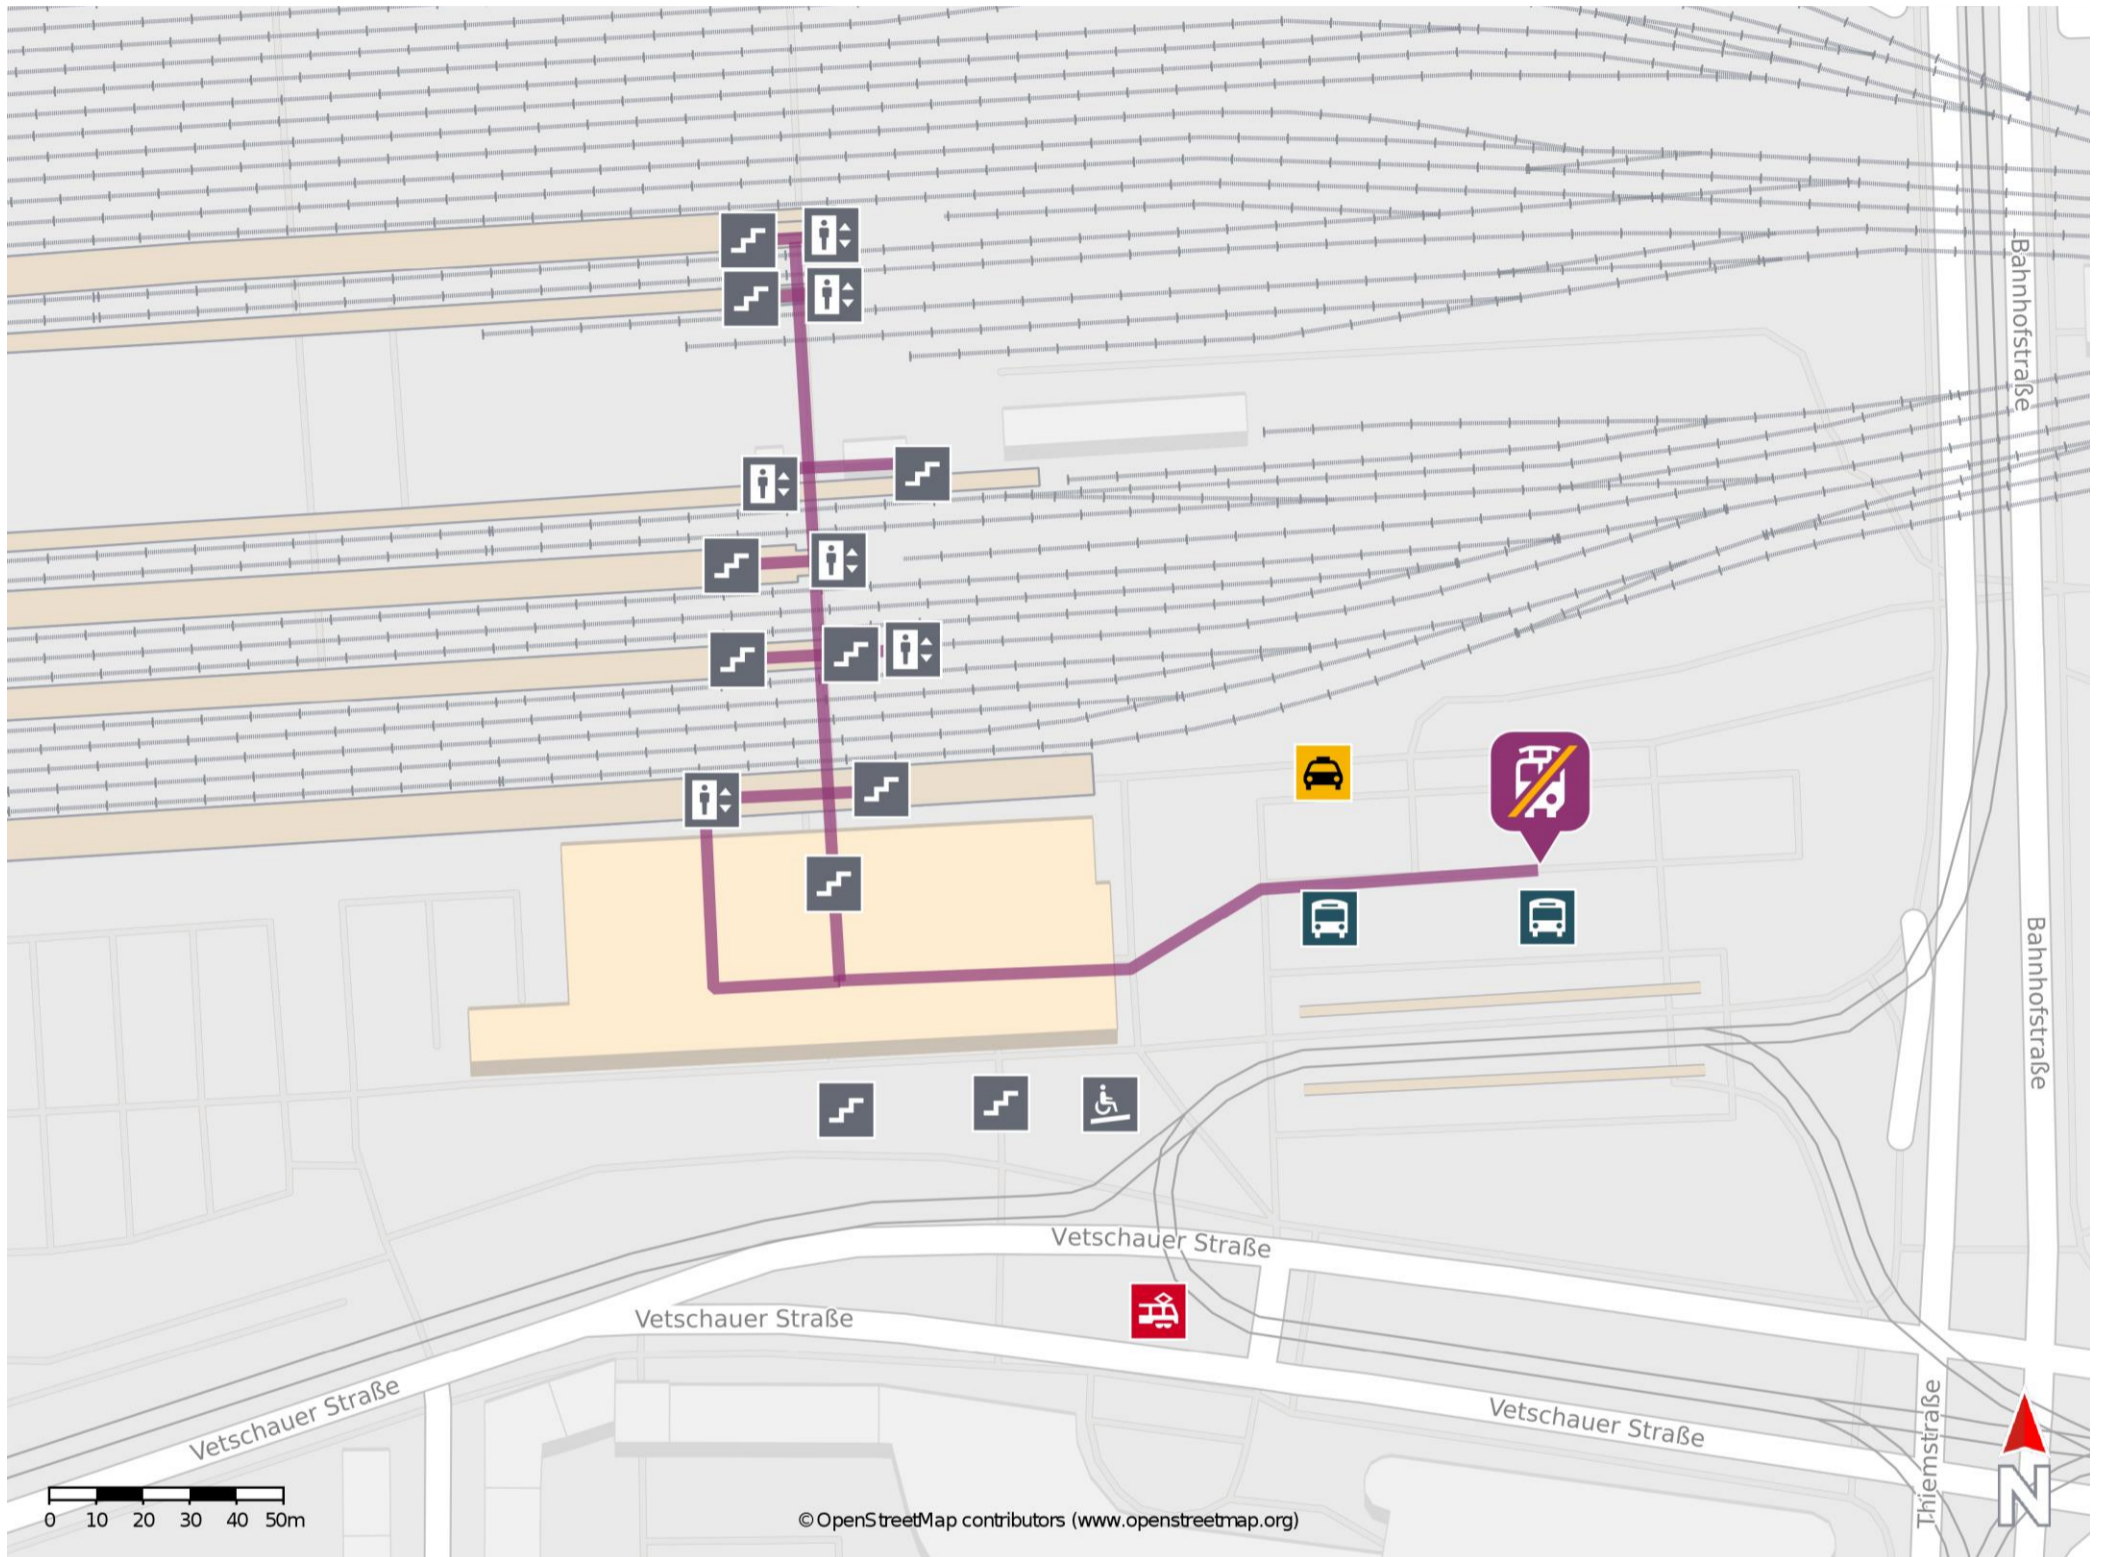 Bahnhofstraße
Bahnhofstraße
Vetschauer Straße
Vetschauer Straße
Vetschauer Straße
Vetschauer Straße
Thiemstraße
N
0 10 20 30 40 50m
©OpenStreetMap contributors (www.openstreetmap.org)